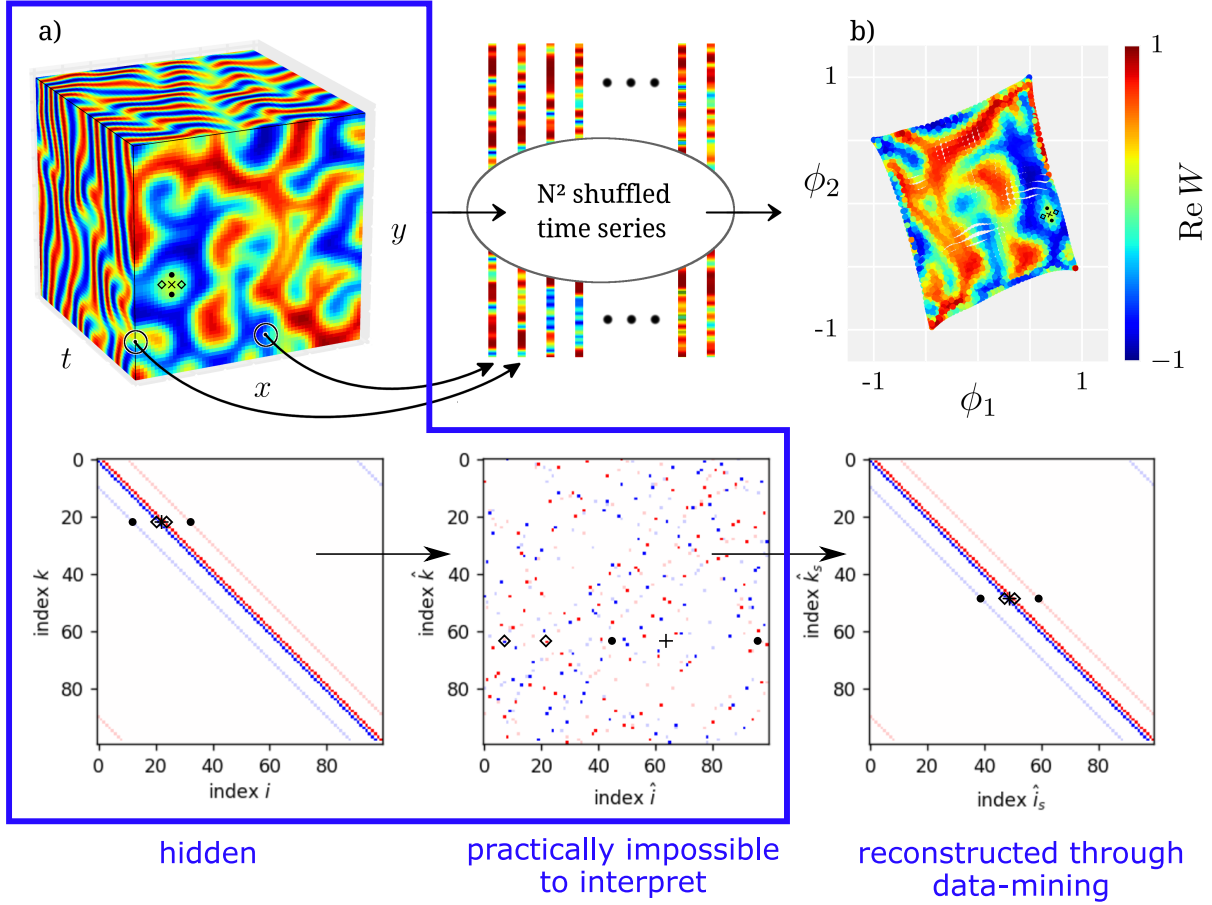 a)
t
x
y
N² shuffled
time series
b)
ϕ₂
1
-1
-1
1
ϕ₁
1
−1
Re W
0
20
40
60
80
index k
0
20
40
60
80
index i
0
20
40
60
80
index k̂
0
20
40
60
80
index î
0
20
40
60
80
index k̂ₛ
0
20
40
60
80
index îₛ
hidden
practically impossible
to interpret
reconstructed through
data-mining